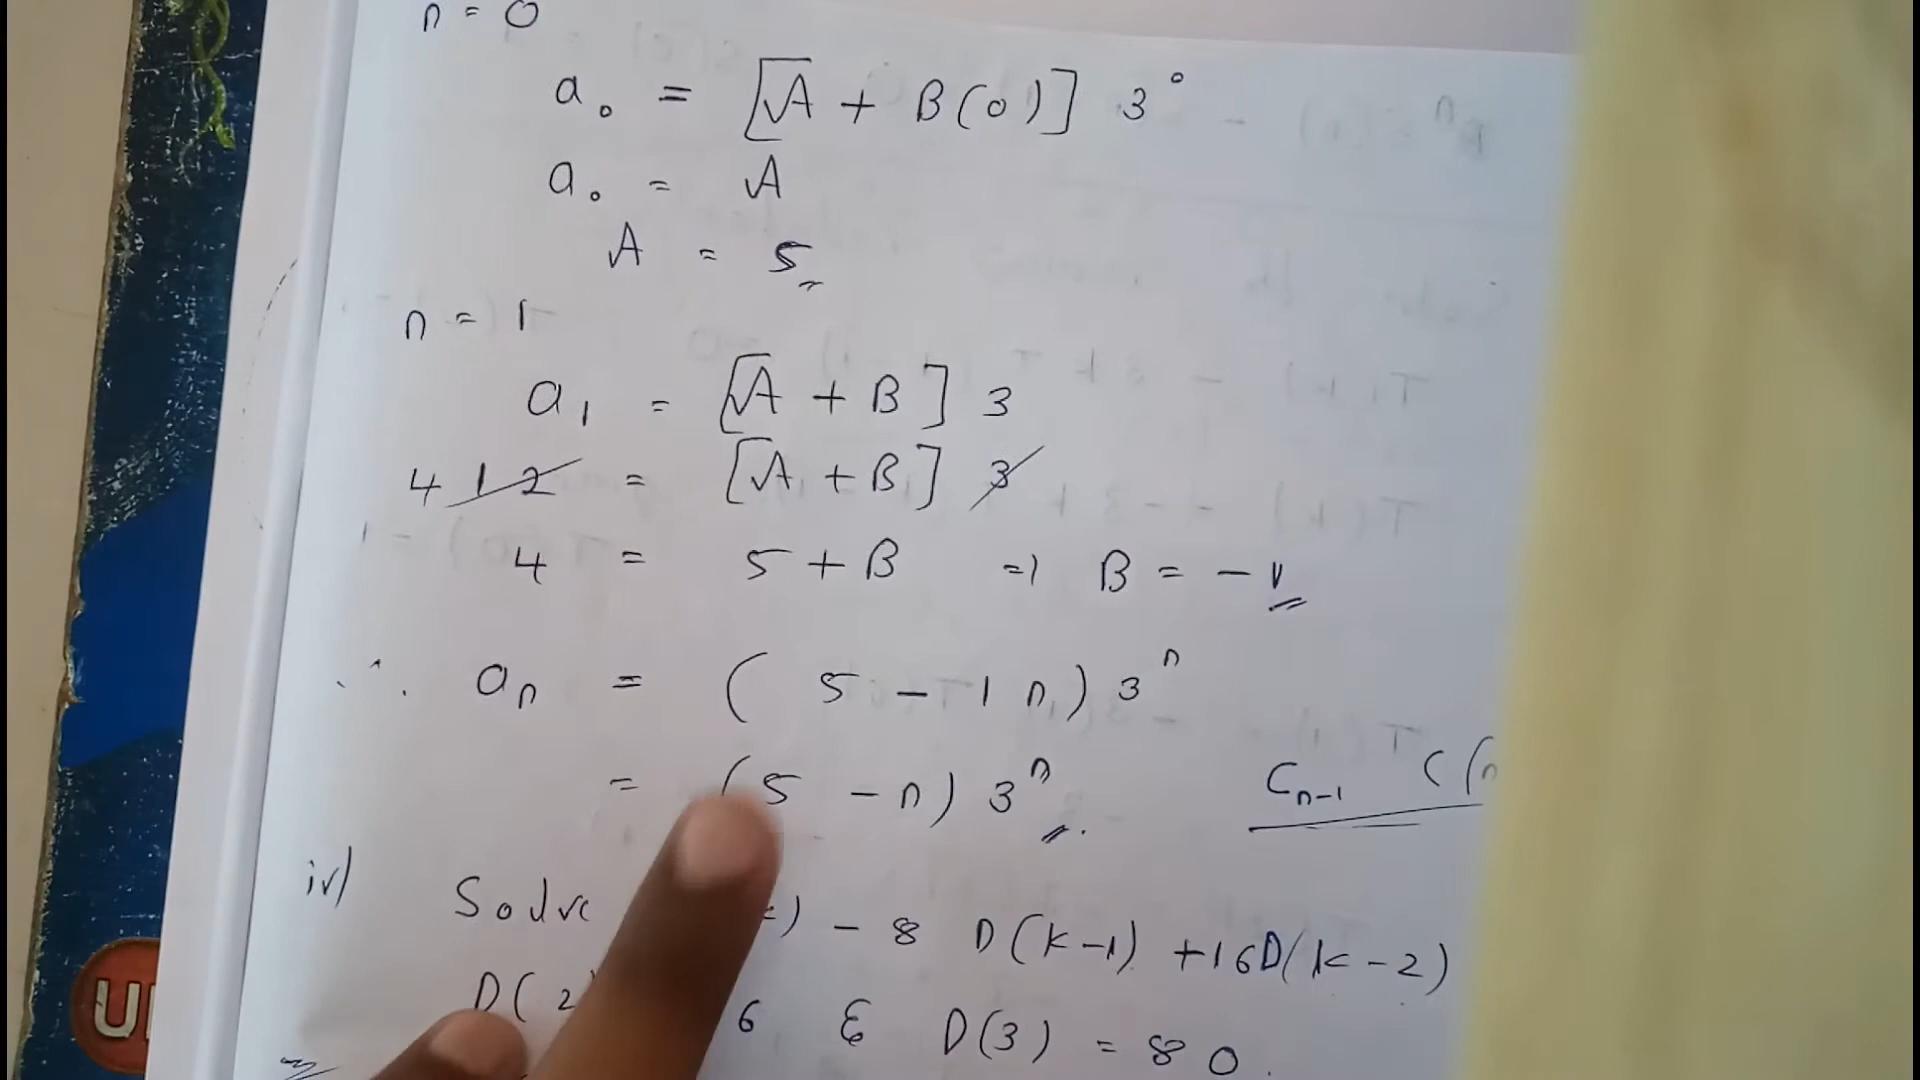 n = 0
a₀ = [A + B(0)] 3⁰
a₀ = A
A = 5
n = 1
a₁ = [A + B] 3
4 12 = [A + B] 3
4 = 5 + B ⇒ B = -1
∴ aₙ = (5 - 1n) 3ⁿ
= (5 - n) 3ⁿ
Cₙ₋₁ C(n
iv) Solve ) - 8 D(k-1) + 16D(k-2)
D(2 6 & D(3) = 80.
U